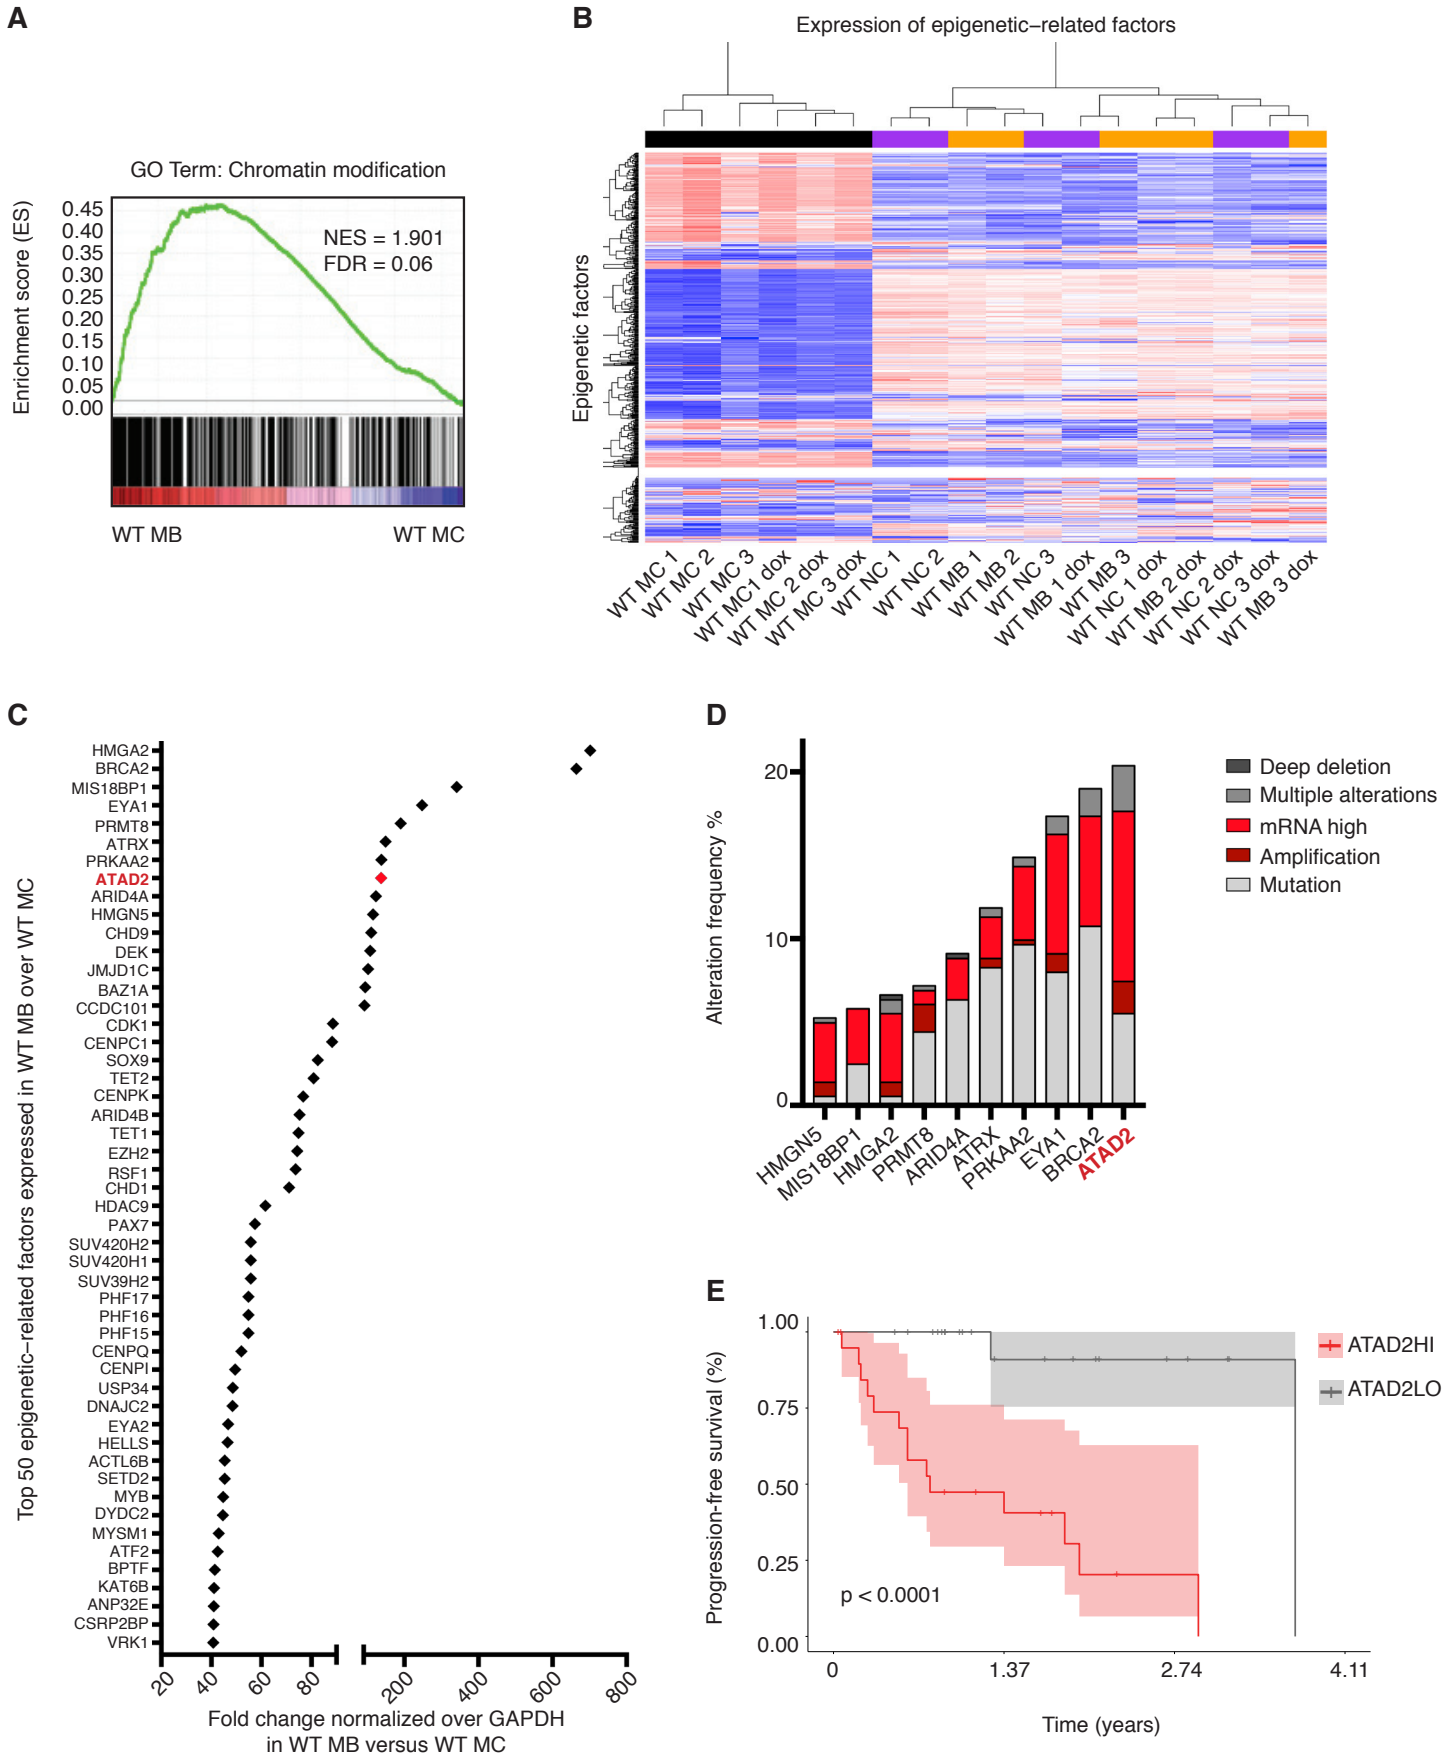 A
GO Term: Chromatin modification
Enrichment score (ES)
0.45
0.40
0.35
0.30
0.25
0.20
0.15
0.10
0.05
0.00
NES = 1.901
FDR = 0.06
WT MB
WT MC
B
Expression of epigenetic–related factors
Epigenetic factors
WT MC 1
WT MC 2
WT MC 3
WT MC1 dox
WT MC 2 dox
WT MC 3 dox
WT NC 1
WT NC 2
WT MB 1
WT MB 2
WT NC 3
WT MB 1 dox
WT MB 3
WT NC 1 dox
WT MB 2 dox
WT NC 2 dox
WT NC 3 dox
WT MB 3 dox
C
Top 50 epigenetic–related factors expressed in WT MB over WT MC
HMGA2
BRCA2
MIS18BP1
EYA1
PRMT8
ATRX
PRKAA2
ATAD2
ARID4A
HMGN5
CHD9
DEK
JMJD1C
BAZ1A
CCDC101
CDK1
CENPC1
SOX9
TET2
CENPK
ARID4B
TET1
EZH2
RSF1
CHD1
HDAC9
PAX7
SUV420H2
SUV420H1
SUV39H2
PHF17
PHF16
PHF15
CENPQ
CENPI
USP34
DNAJC2
EYA2
HELLS
ACTL6B
SETD2
MYB
DYDC2
MYSM1
ATF2
BPTF
KAT6B
ANP32E
CSRP2BP
VRK1
20
40
60
80
200
400
600
800
Fold change normalized over GAPDH
in WT MB versus WT MC
D
Alteration frequency %
20
10
0
HMGN5
MIS18BP1
HMGA2
PRMT8
ARID4A
ATRX
PRKAA2
EYA1
BRCA2
ATAD2
Deep deletion
Multiple alterations
mRNA high
Amplification
Mutation
E
Progression-free survival (%)
1.00
0.75
0.50
0.25
0.00
p < 0.0001
0
1.37
2.74
4.11
Time (years)
ATAD2HI
ATAD2LO